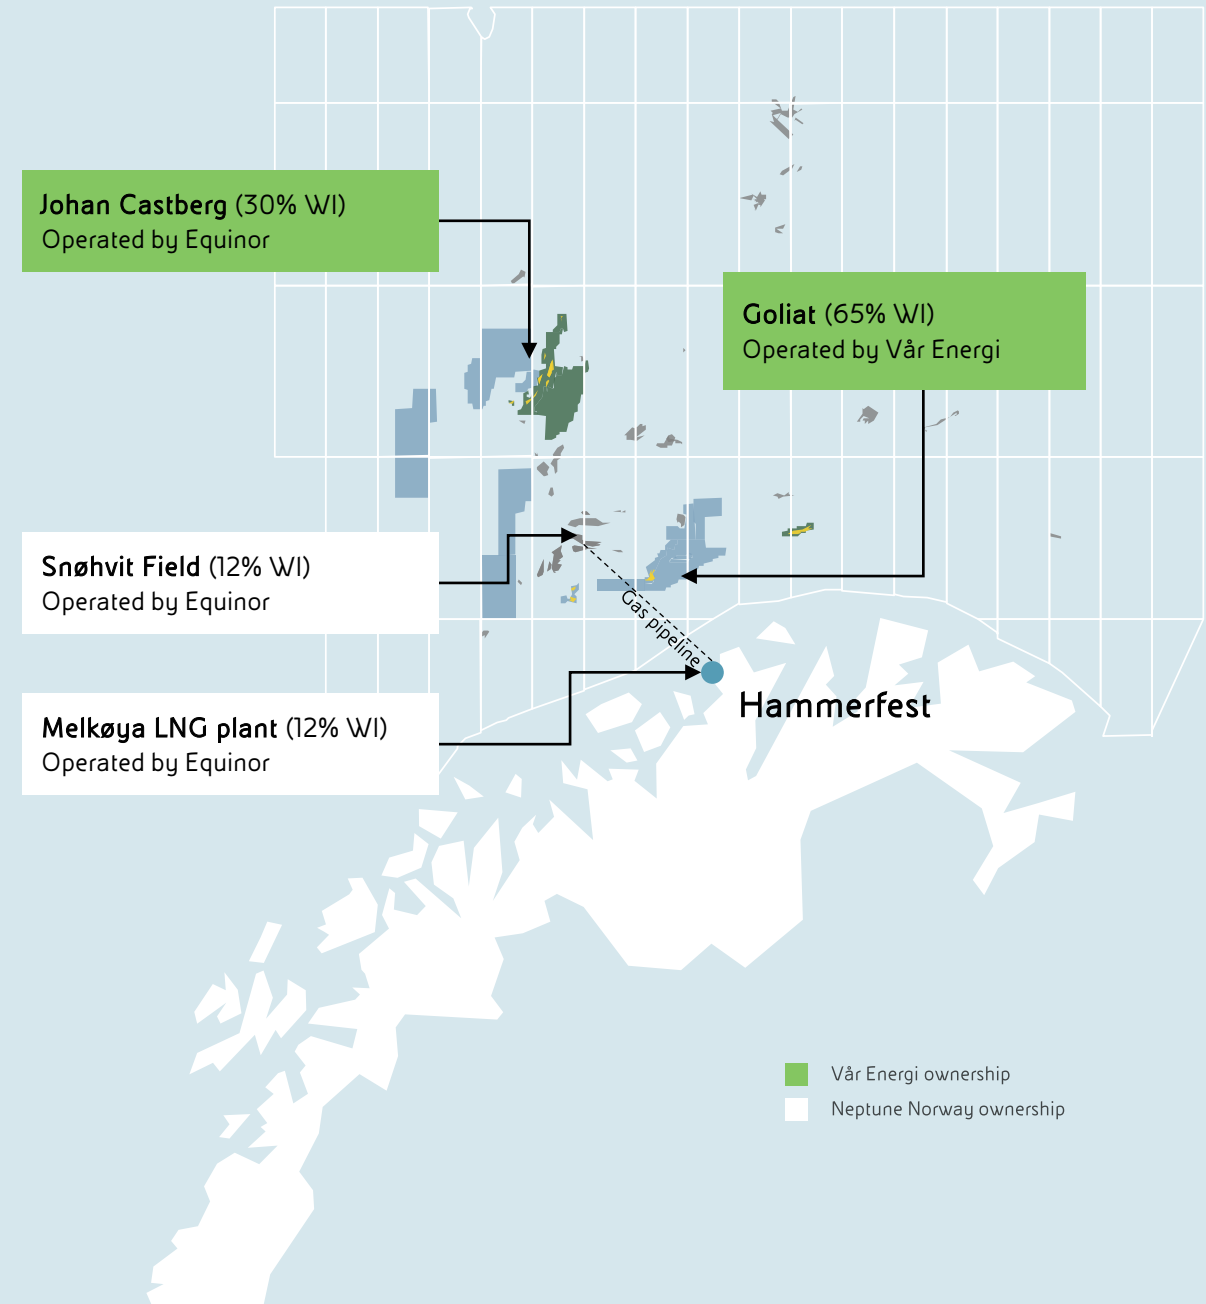 Johan Castberg (30% WI)
Operated by Equinor
Goliat (65% WI)
Operated by Vår Energi
Snøhvit Field (12% WI)
Operated by Equinor
Gas pipeline
Melkøya LNG plant (12% WI)
Operated by Equinor
Hammerfest
Vår Energi ownership
Neptune Norway ownership